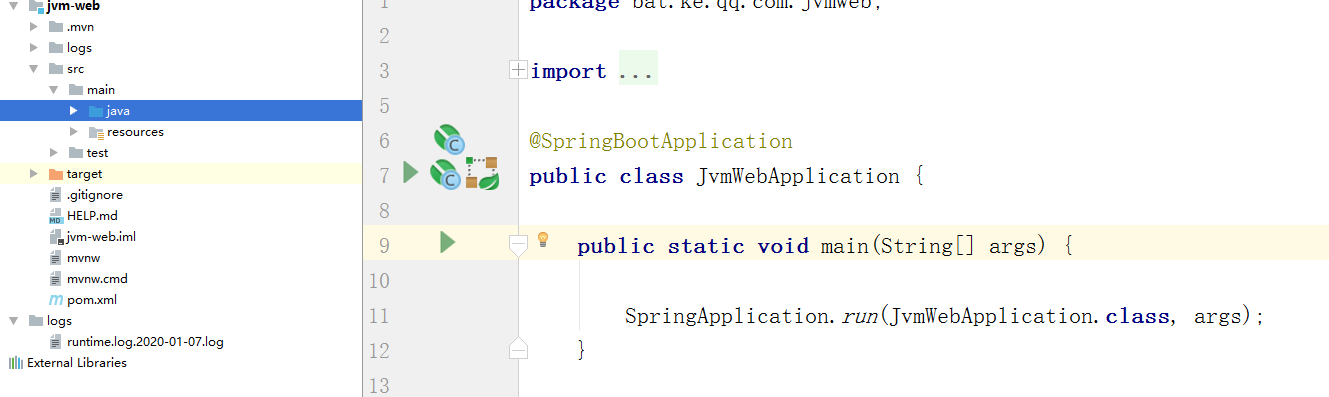 jvm-web
.mvn
logs
src
main
java
resources
test
target
.gitignore
HELP.md
jvm-web.iml
mvnw
mvnw.cmd
pom.xml
logs
runtime.log.2020-01-07.log
External Libraries
1 package bat.ke.qq.com.jvmweb;
2
3 import ...
5
6 @SpringBootApplication
7 public class JvmWebApplication {
8
9 public static void main(String[] args) {
10
11 SpringApplication.run(JvmWebApplication.class, args);
12 }
13